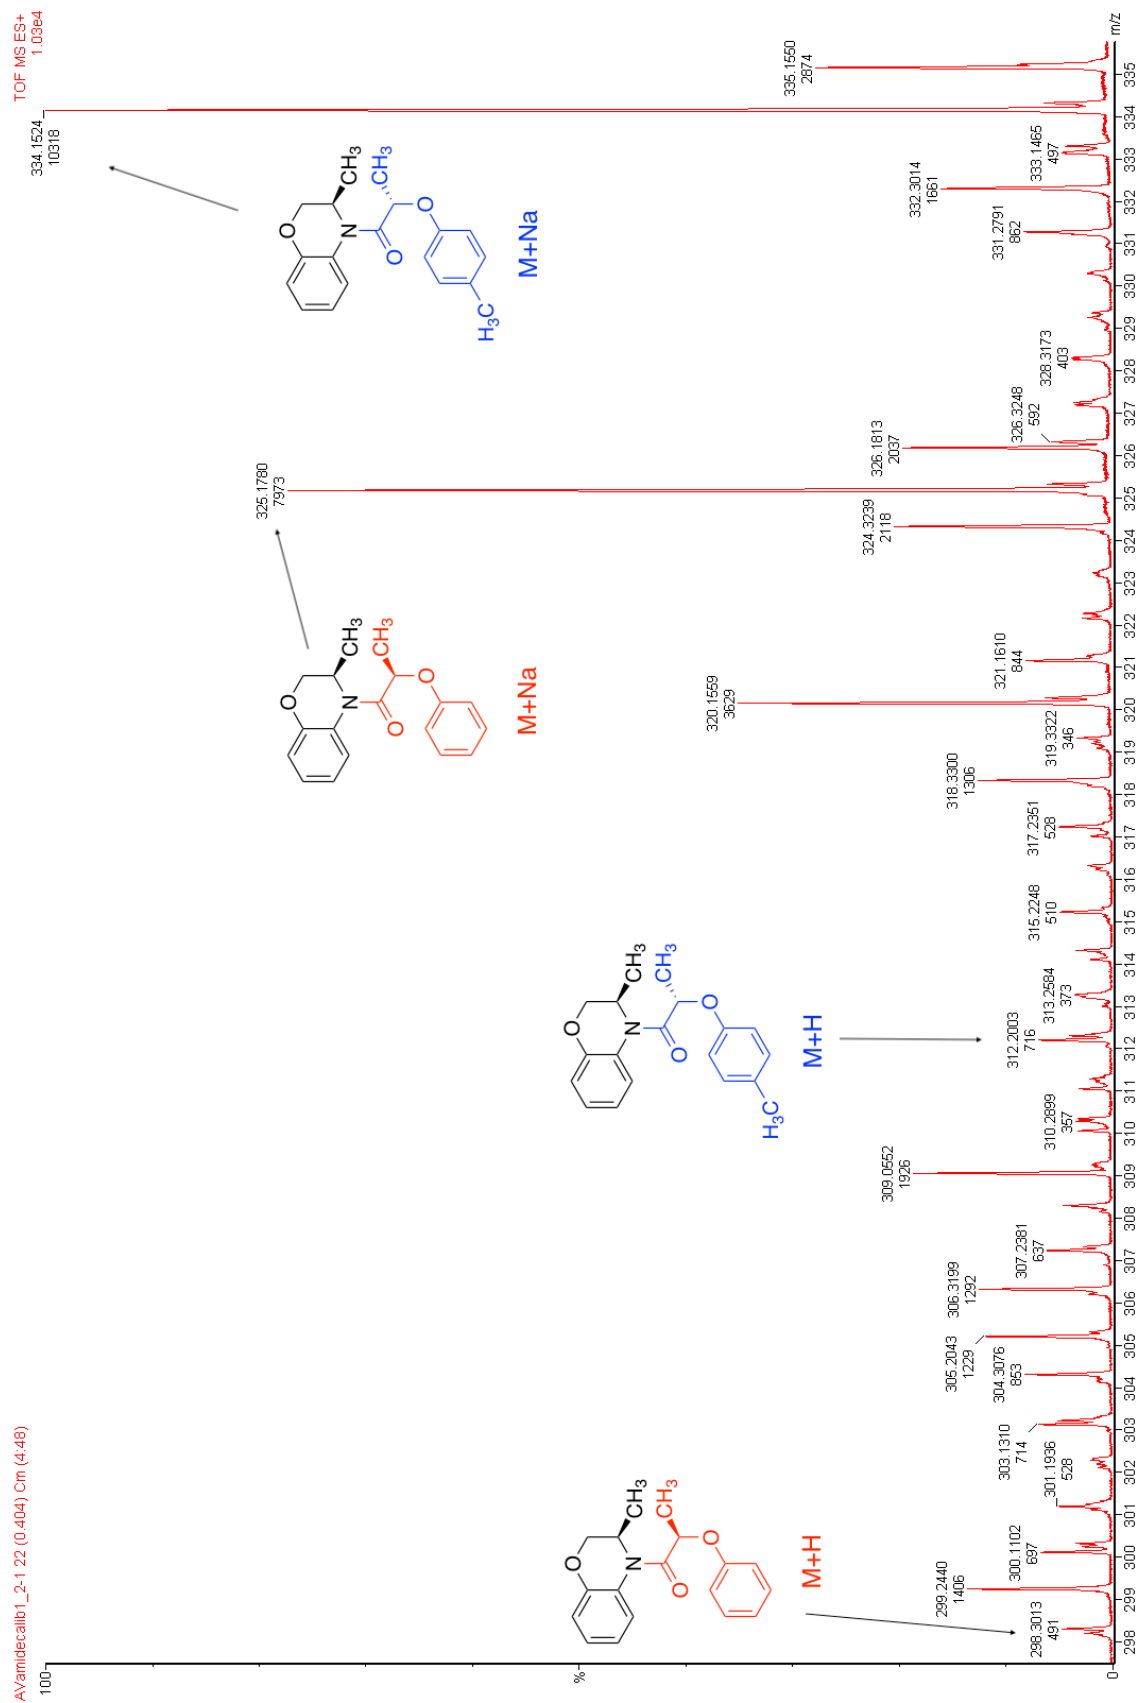 AVamidecalib1_2-1 22 (0.404) Cm (4:48)
TOF MS ES+
1.03e4
100
%
0
298.3013
491
299.2440
1406
300.1102
697
301.1936
528
303.1310
714
304.3076
853
305.2043
1229
306.3199
1292
307.2381
637
309.0552
1926
310.2899
357
312.2003
716
313.2584
373
315.2248
510
317.2351
528
318.3300
1306
319.3322
346
320.1559
3629
321.1610
844
324.3239
2118
325.1780
7973
326.1813
2037
326.3248
592
328.3173
403
331.2791
862
332.3014
1661
333.1465
497
334.1524
10318
335.1550
2874
O
N
CH3
O
CH3
O
M+H
O
N
CH3
O
CH3
O
H3C
M+H
O
N
CH3
O
CH3
O
M+Na
O
N
CH3
O
CH3
O
H3C
M+Na
298 299 300 301 302 303 304 305 306 307 308 309 310 311 312 313 314 315 316 317 318 319 320 321 322 323 324 325 326 327 328 329 330 331 332 333 334 335
m/z